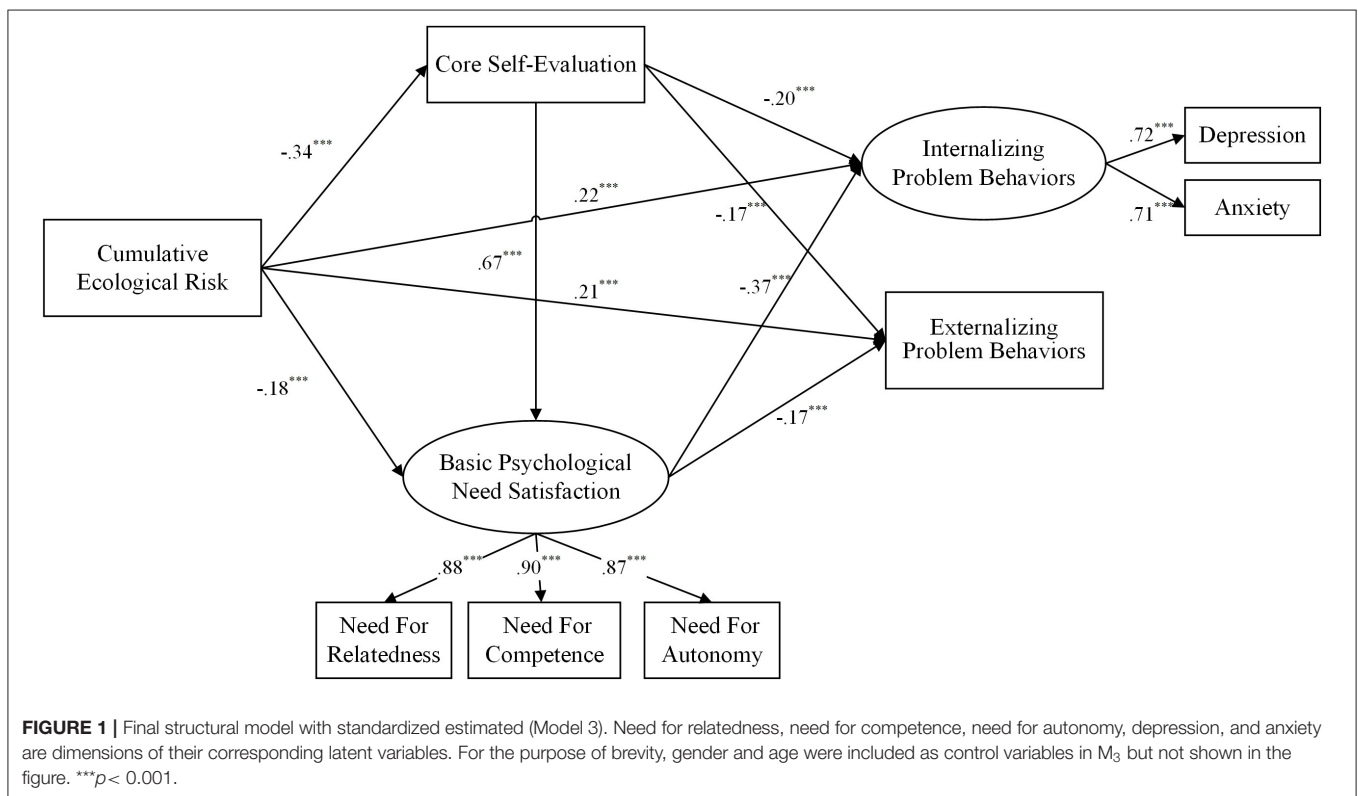 Core Self-Evaluation
-.20***
-.34***
Internalizing
Problem Behaviors
.72***
Depression
.71***
Anxiety
.22***
-.17***
Cumulative
Ecological Risk
.67***
-.37***
.21***
Externalizing
Problem Behaviors
-.18***
-.17***
Basic Psychological
Need Satisfaction
.88***
.90***
.87***
Need For
Relatedness
Need For
Competence
Need For
Autonomy
FIGURE 1 | Final structural model with standardized estimated (Model 3). Need for relatedness, need for competence, need for autonomy, depression, and anxiety
are dimensions of their corresponding latent variables. For the purpose of brevity, gender and age were included as control variables in M3 but not shown in the
figure. ***p< 0.001.